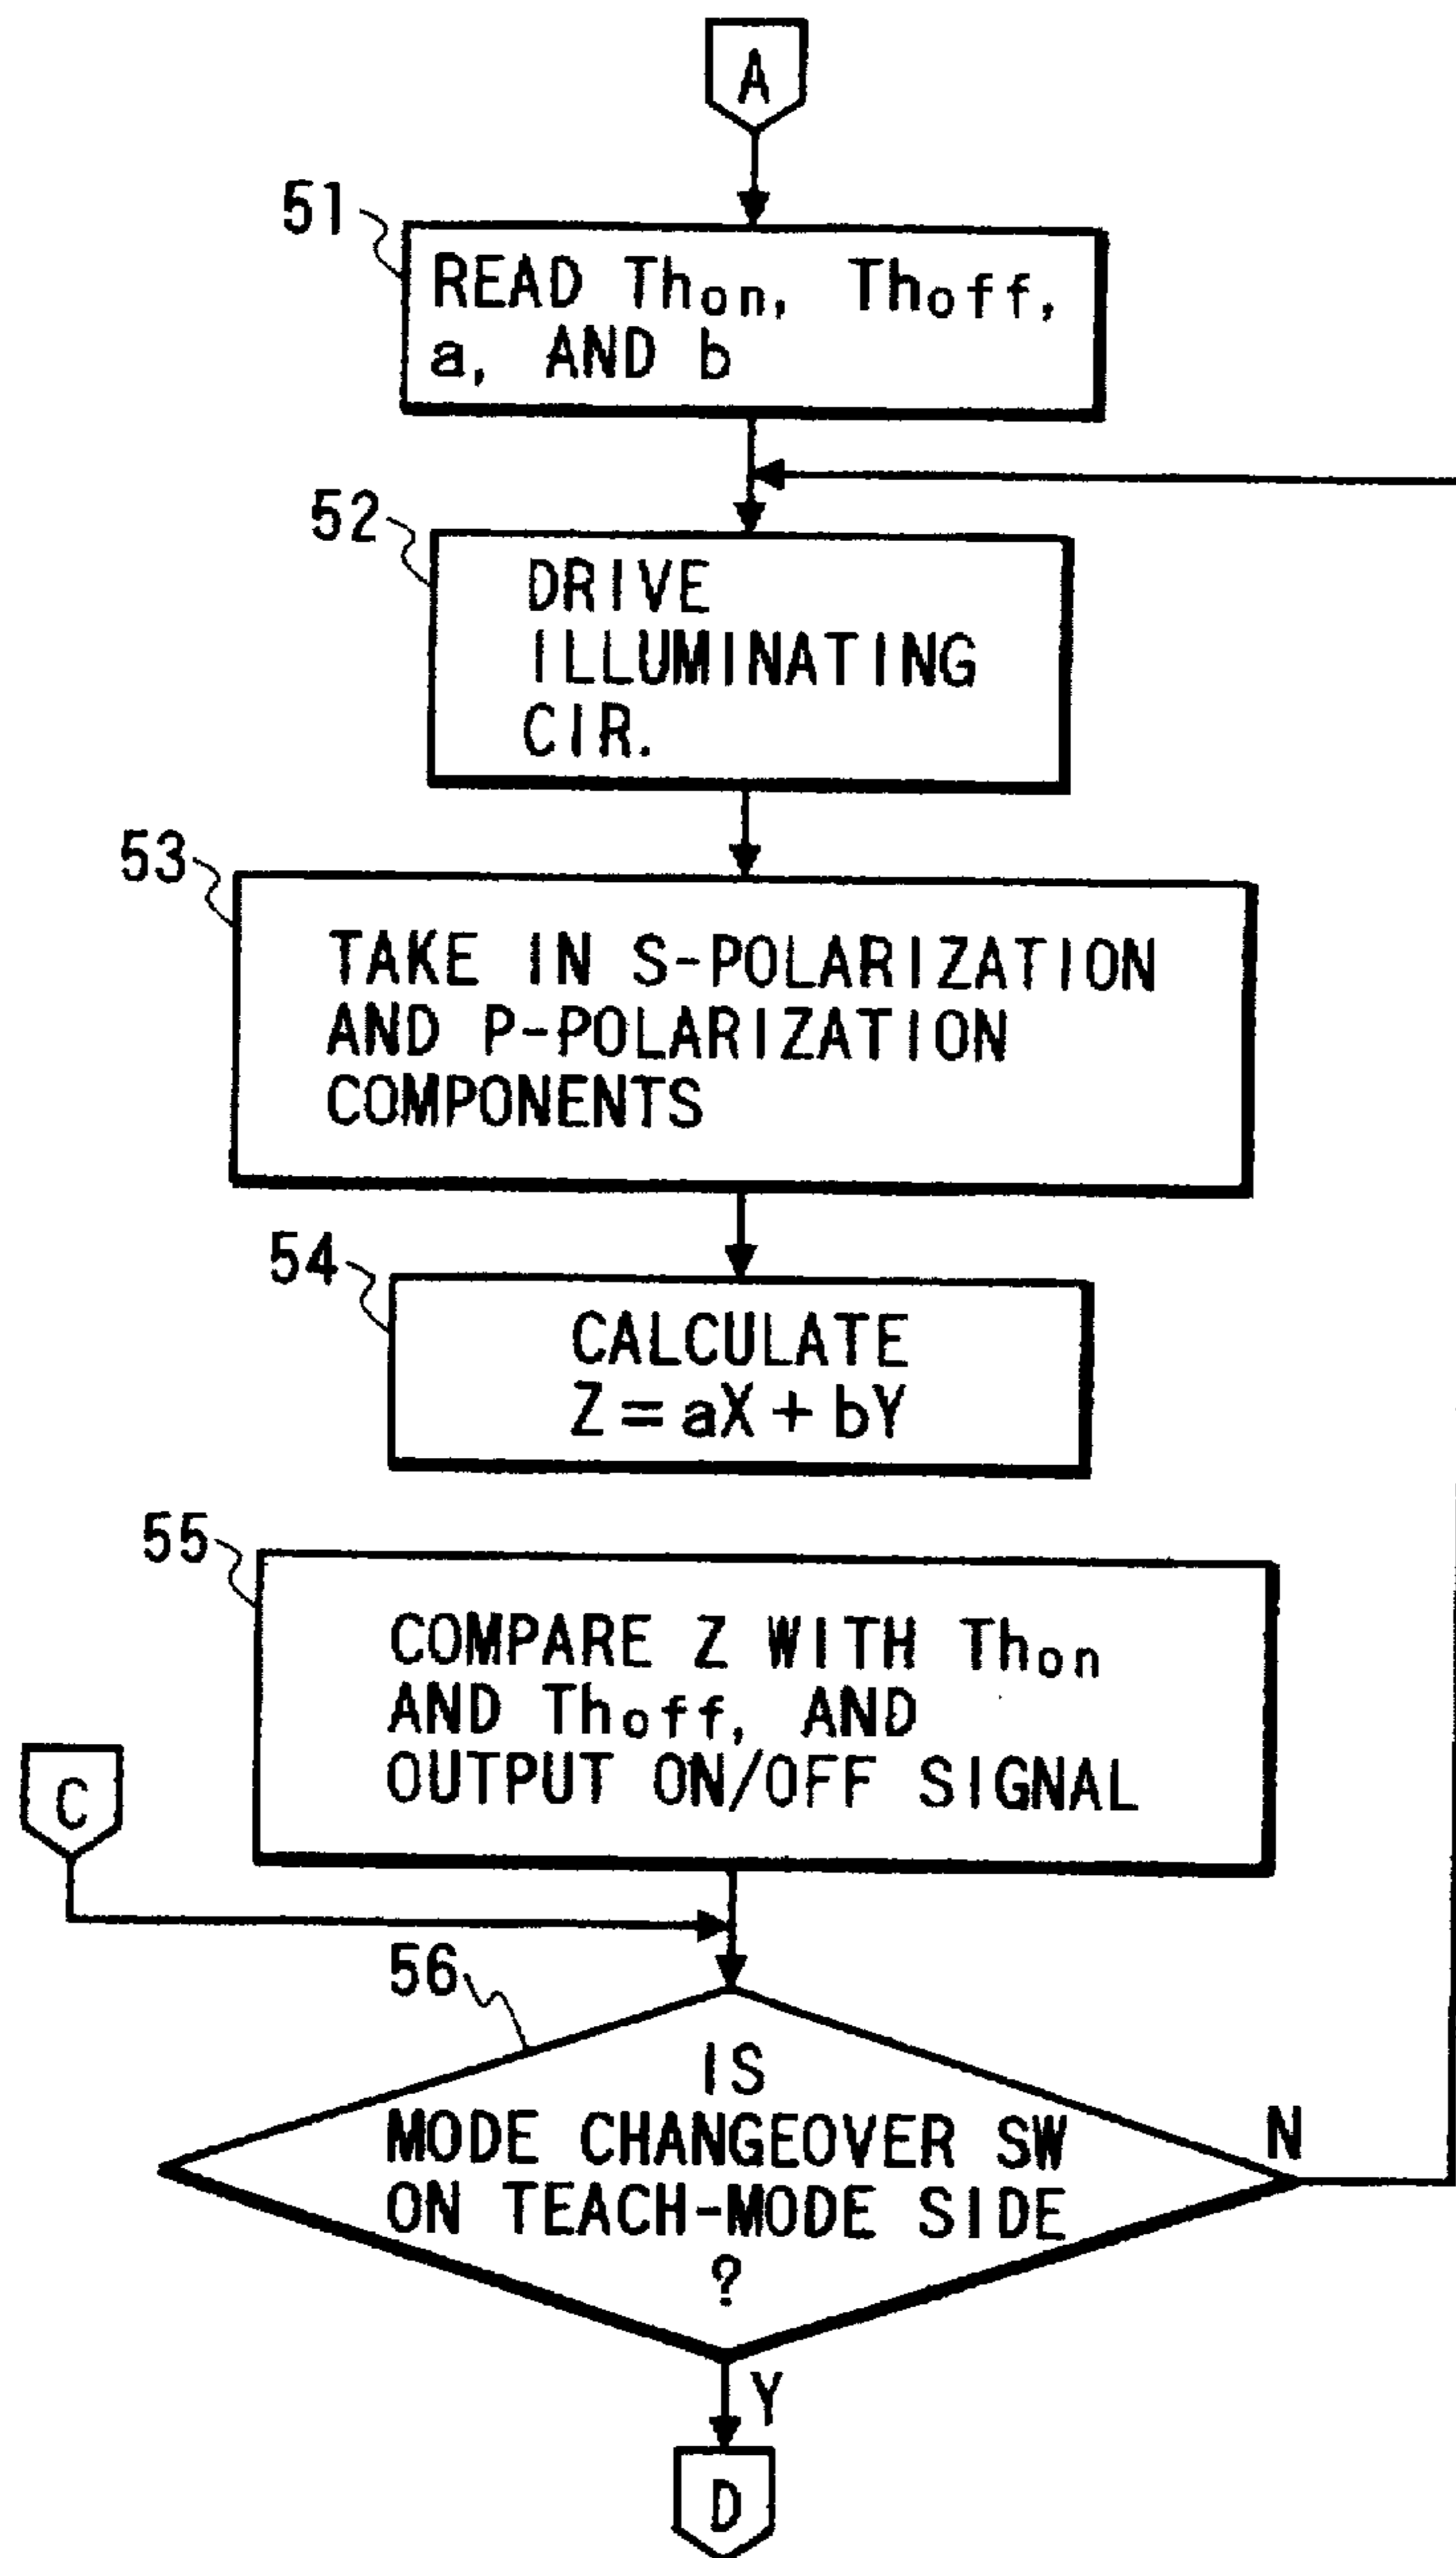 A
51
READ Thon, Thoff,
a, AND b
52
DRIVE
ILLUMINATING
CIR.
53
TAKE IN S-POLARIZATION
AND P-POLARIZATION
COMPONENTS
54
CALCULATE
Z=aX+bY
55
COMPARE Z WITH Thon
AND Thoff, AND
OUTPUT ON/OFF SIGNAL
C
56
IS
MODE CHANGEOVER SW
ON TEACH-MODE SIDE
?
N
Y
D